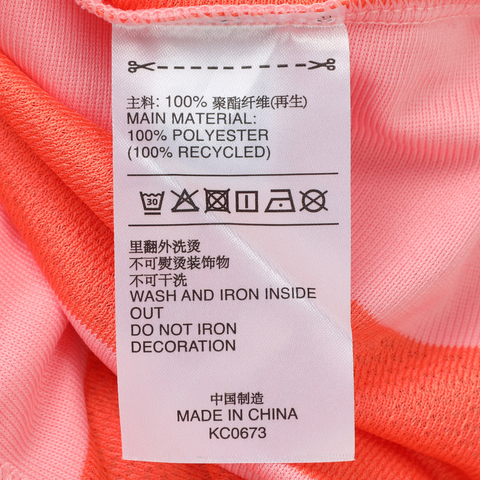 主料: 100% 聚酯纤维(再生)
MAIN MATERIAL:
100% POLYESTER
(100% RECYCLED)
30
里翻外洗烫
不可熨烫装饰物
不可干洗
WASH AND IRON INSIDE
OUT
DO NOT IRON
DECORATION
中国制造
MADE IN CHINA
KC0673